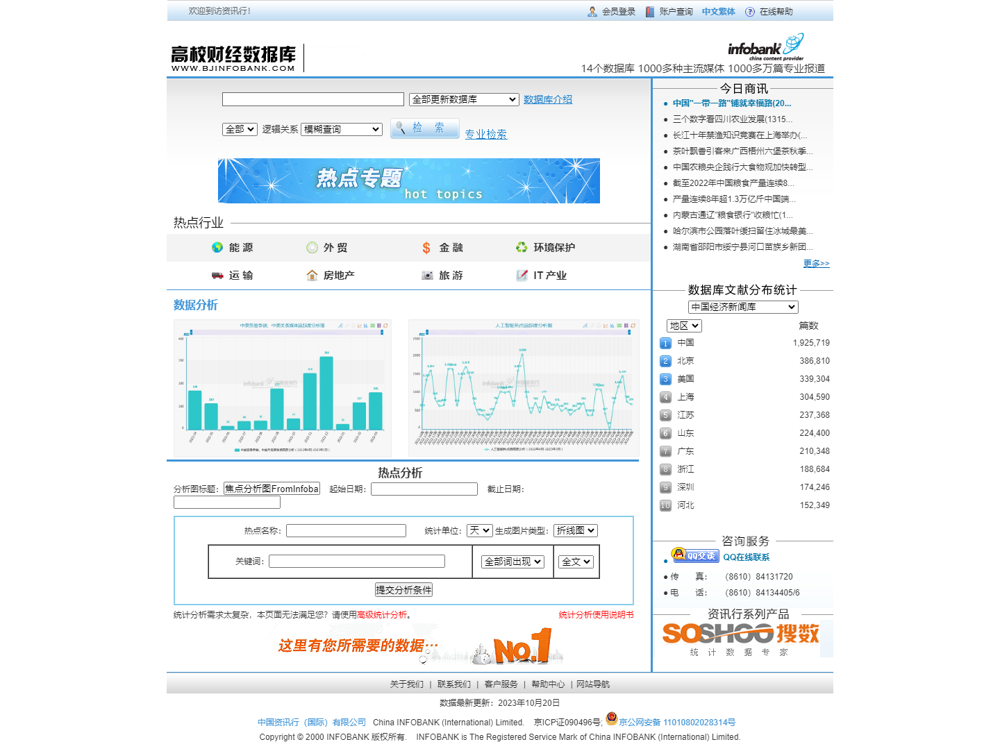 欢迎到访资讯行！
会员登录 账户查询 中文繁体 在线帮助
高校财经数据库
WWW.BJINFOBANK.COM
infobank
china content provider
14个数据库 1000多种主流媒体 1000多万篇专业报道
全部更新数据库 数据库介绍
全部 逻辑关系 模糊查询 检 索 专业检索
热点专题
hot topics
热点行业
能 源 外 贸 $ 金 融 环境保护
运 输 房地产 旅 游 IT 产业
数据分析
人工智能热点追踪度分析图
热点分析
分析图标题： 焦点分析图FromInfoba 起始日期： 截止日期：
热点名称： 统计单位： 天 生成图片类型： 折线图
关键词： 全部词出现 全文
提交分析条件
统计分析需求太复杂，本页面无法满足您？请使用高级统计分析。 统计分析使用说明书
这里有您所需要的数据… No.1
今日商讯
中国"一带一路"铺就幸福路(20...
三个数字看四川农业发展(1315...
长江十年禁渔知识竞赛在上海举办(...
茶叶飘香引客来广西梧州六堡茶秋季...
中国农粮央企践行大食物观加快转型...
截至2022年中国粮食产量连续8...
产量连续8年超1.3万亿斤中国端...
内蒙古通辽"粮食银行"收粮忙(1...
哈尔滨市公园落叶缓扫留住冰城最美...
湖南省邵阳市绥宁县河口苗族乡新团...
更多>>
数据库文献分布统计
中国经济新闻库
地区 篇数
1 中国 1,925,719
2 北京 386,810
3 美国 339,304
4 上海 304,590
5 江苏 237,368
6 山东 224,400
7 广东 210,348
8 浙江 188,684
9 深圳 174,246
10 河北 152,349
咨询服务
QQ交谈 QQ在线联系
传 真： （8610）84131720
电 话： （8610）84134405/6
资讯行系列产品
SOSHOO 搜数
统 计 数 据 专 家
关于我们 | 联系我们 | 客户服务 | 帮助中心 | 网站导航
数据最新更新：2023年10月20日
中国资讯行（国际）有限公司 China INFOBANK (International) Limited. 京ICP证090496号; 京公网安备 11010802028314号
Copyright © 2000 INFOBANK 版权所有. INFOBANK is The Registered Service Mark of China INFOBANK (International) Limited.